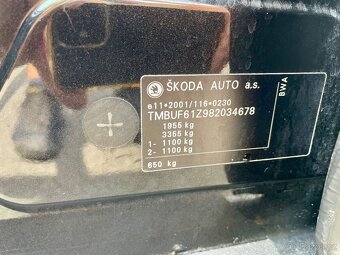 ŠKODA AUTO a.s.
e11*2001/116*0230
TMBUF61Z982034678
1955 kg
3355 kg
1- 1100 kg
2- 1100 kg
650 kg
BWA